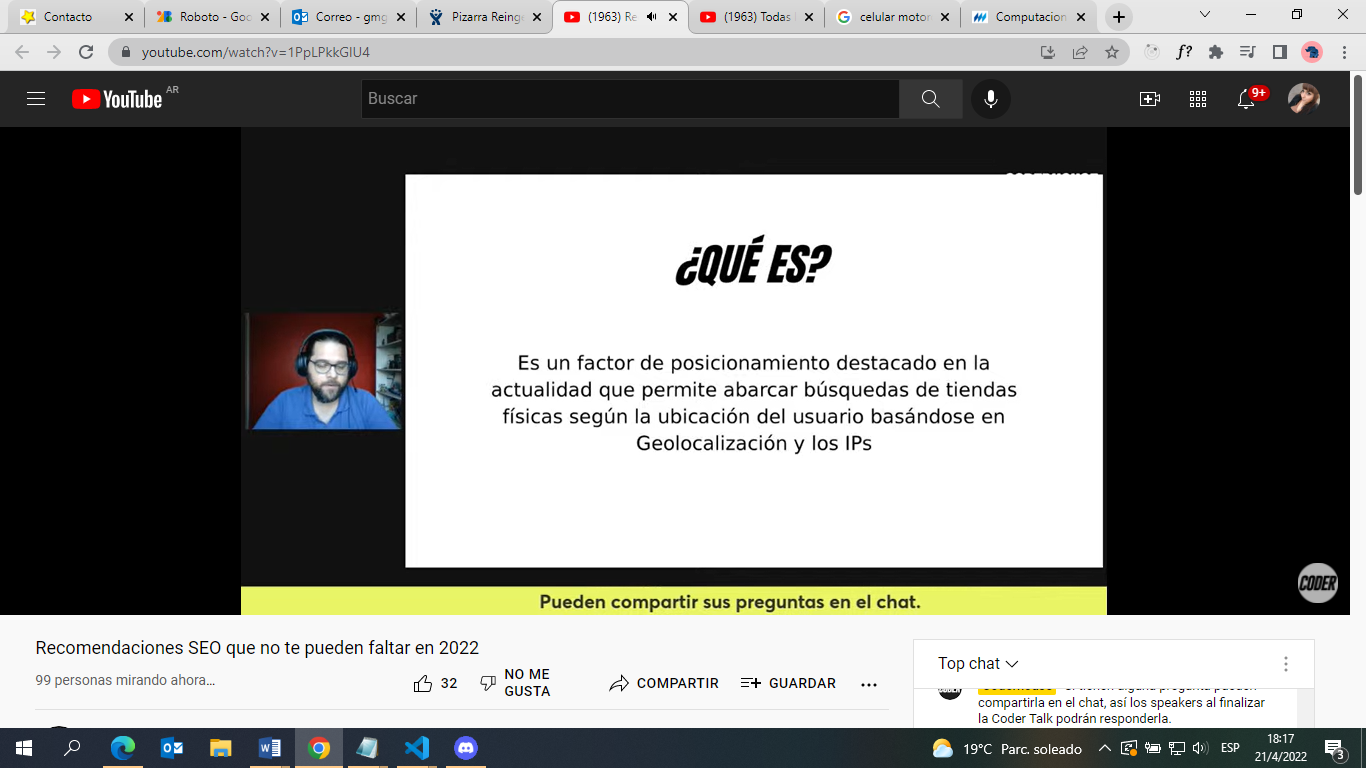 Contacto
Roboto - Goo
Correo - gmg
Pizarra Reinge
(1963) Re
(1963) Todas
celular motor
Computacion
youtube.com/watch?v=1PpLPkkGIU4
f?
YouTube AR
Buscar
9+
¿QUÉ ES?
Es un factor de posicionamiento destacado en la
actualidad que permite abarcar búsquedas de tiendas
físicas según la ubicación del usuario basándose en
Geolocalización y los IPs
CODER
Pueden compartir sus preguntas en el chat.
Recomendaciones SEO que no te pueden faltar en 2022
99 personas mirando ahora...
32
NO ME
GUSTA
COMPARTIR
GUARDAR
Top chat
compartirla en el chat, así los speakers al finalizar
la Coder Talk podrán responderla.
19°C Parc. soleado
ESP
18:17
21/4/2022
3